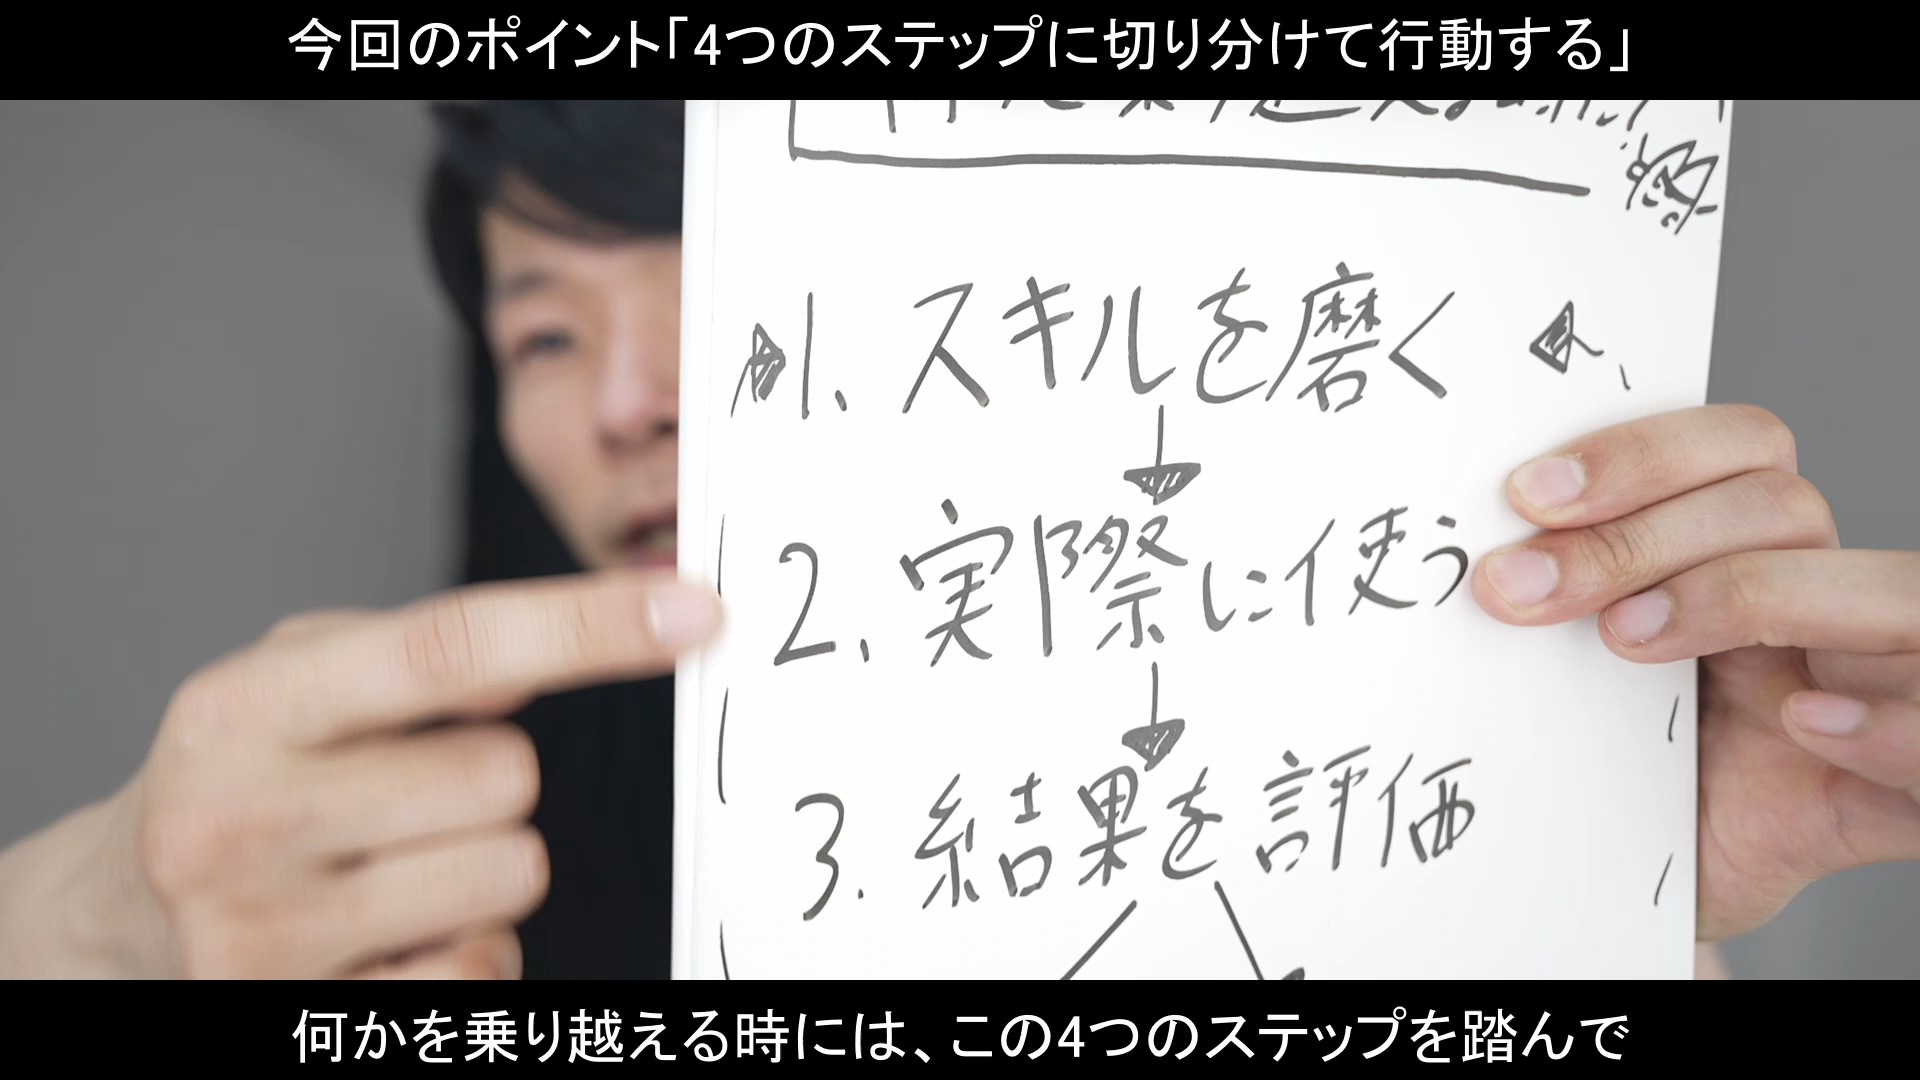 今回のポイント「4つのステップに切り分けて行動する」
1. スキルを磨く
2. 実際に使う
3. 結果を評価
何かを乗り越える時には、この4つのステップを踏んで